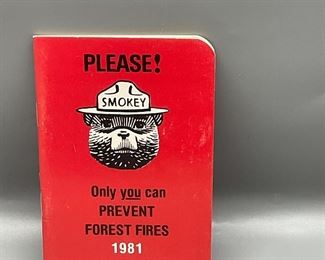 PLEASE!
SMOKEY
Only you can
PREVENT
FOREST FIRES
1981